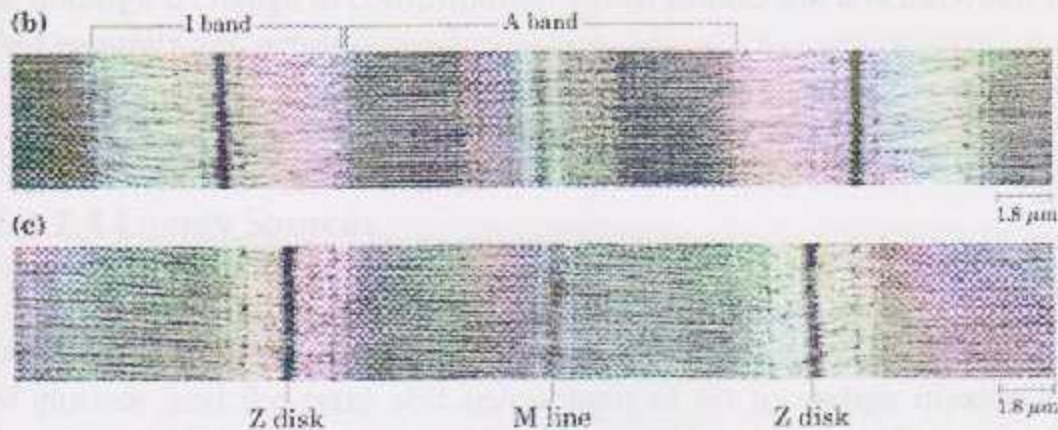 (b)
I band A band
1.8 μm
(c)
1.8 μm
Z disk M line Z disk